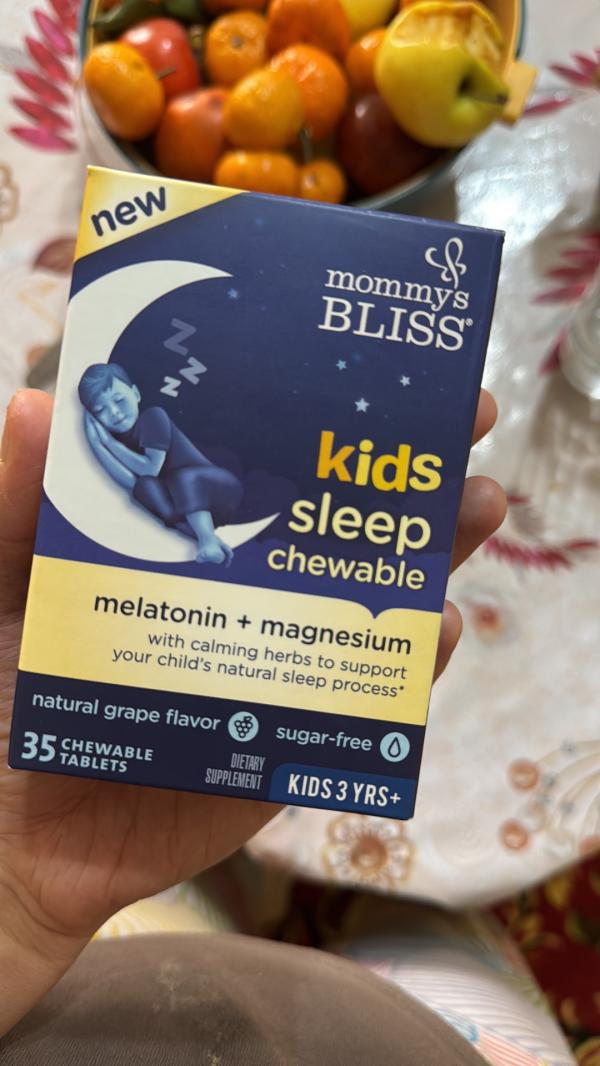 new
mommy's
BLISS®
z
z
z
kids
sleep
chewable
melatonin + magnesium
with calming herbs to support
your child's natural sleep process*
natural grape flavor
sugar-free
35 CHEWABLE
TABLETS
DIETARY
SUPPLEMENT
KIDS 3 YRS+